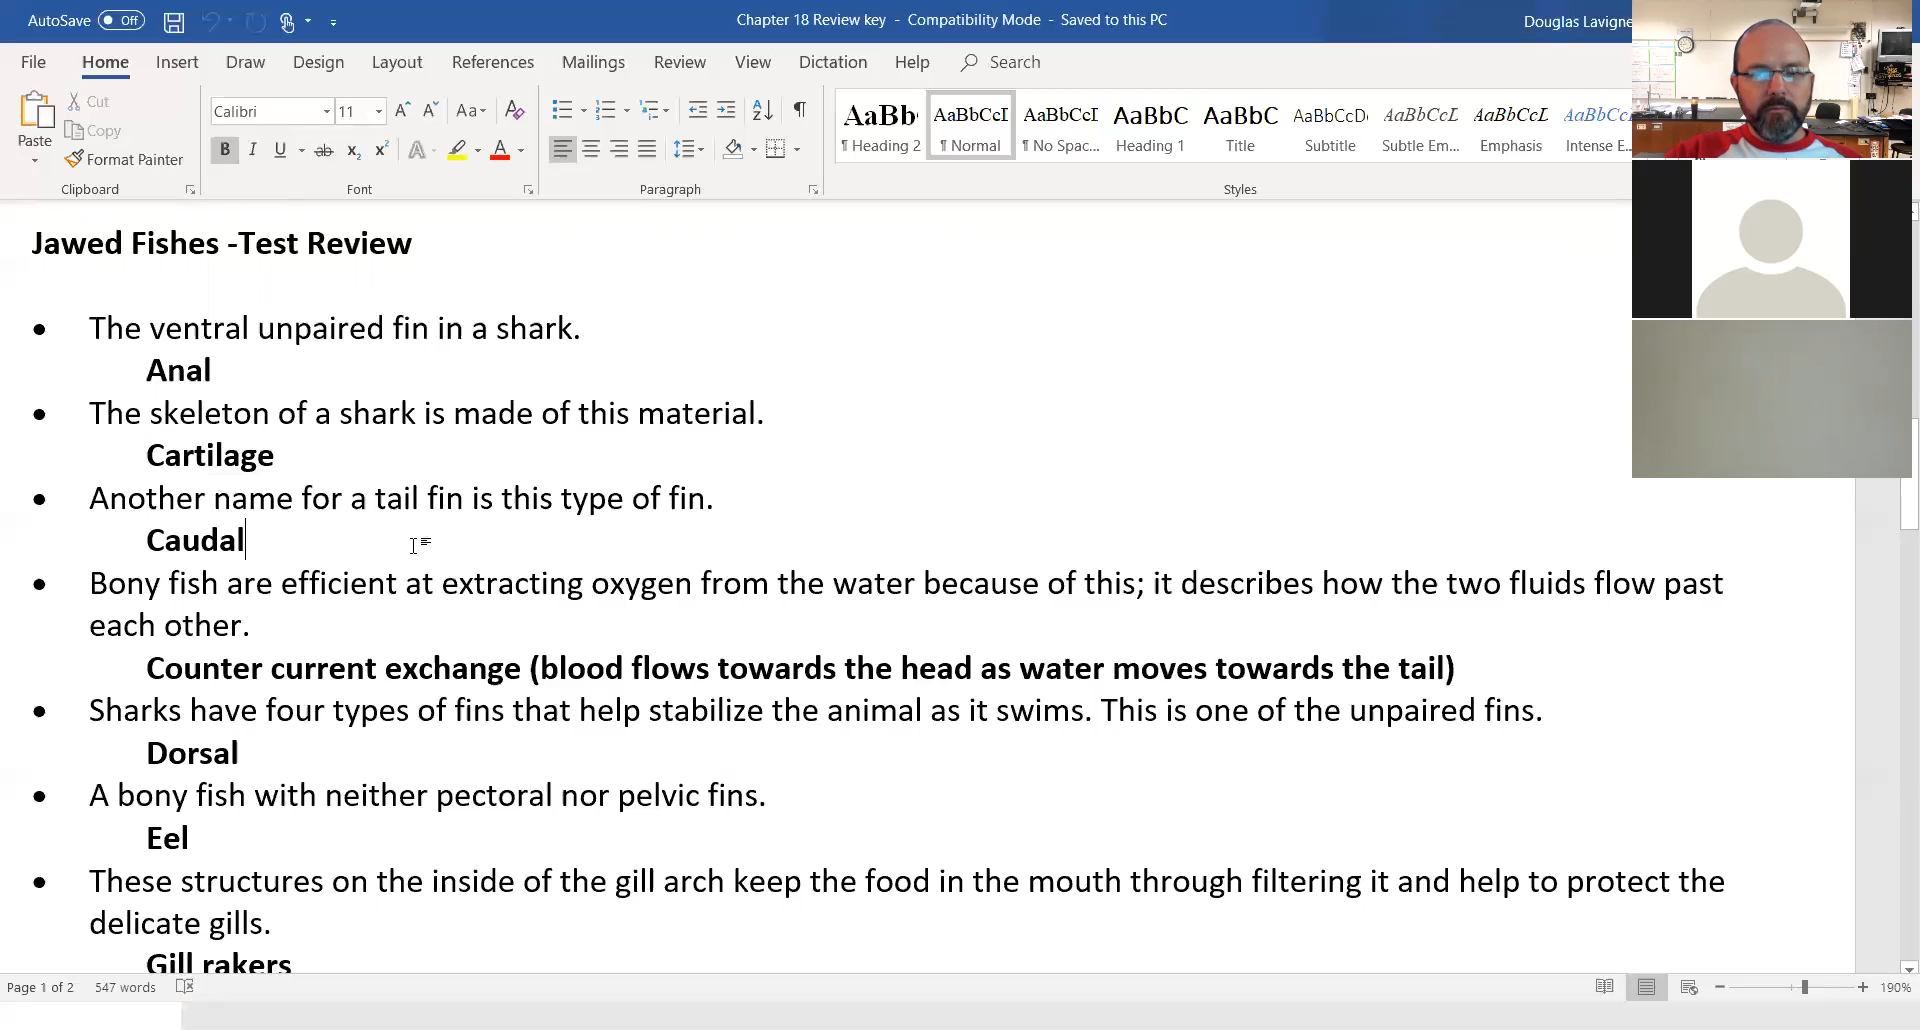 AutoSave Off
Chapter 18 Review key - Compatibility Mode - Saved to this PC
Douglas Lavigne
File Home Insert Draw Design Layout References Mailings Review View Dictation Help Search
Paste
Cut
Copy
Format Painter
Clipboard
Calibri 11
Font
Paragraph
AaBb AaBbCcI AaBbCcI AaBbC AaBbC AaBbCcD AaBbCcL AaBbCcL AaBbCc
¶ Heading 2 ¶ Normal ¶ No Spac... Heading 1 Title Subtitle Subtle Em... Emphasis Intense E...
Styles
Jawed Fishes -Test Review
• The ventral unpaired fin in a shark.
Anal
• The skeleton of a shark is made of this material.
Cartilage
• Another name for a tail fin is this type of fin.
Caudal
• Bony fish are efficient at extracting oxygen from the water because of this; it describes how the two fluids flow past
each other.
Counter current exchange (blood flows towards the head as water moves towards the tail)
• Sharks have four types of fins that help stabilize the animal as it swims. This is one of the unpaired fins.
Dorsal
• A bony fish with neither pectoral nor pelvic fins.
Eel
• These structures on the inside of the gill arch keep the food in the mouth through filtering it and help to protect the
delicate gills.
Gill rakers
Page 1 of 2 547 words
190%